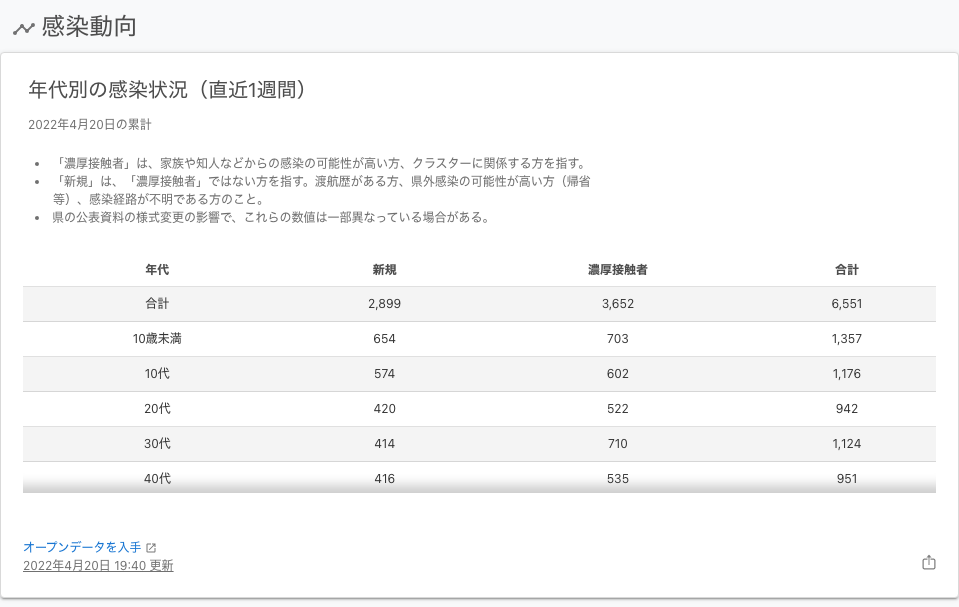 感染動向
年代別の感染状況（直近1週間）
2022年4月20日の累計
• 「濃厚接触者」は、家族や知人などからの感染の可能性が高い方、クラスターに関係する方を指す。
• 「新規」は、「濃厚接触者」ではない方を指す。渡航歴がある方、県外感染の可能性が高い方（帰省
等）、感染経路が不明である方のこと。
• 県の公表資料の様式変更の影響で、これらの数値は一部異なっている場合がある。
年代 新規 濃厚接触者 合計
合計 2,899 3,652 6,551
10歳未満 654 703 1,357
10代 574 602 1,176
20代 420 522 942
30代 414 710 1,124
40代 416 535 951
オープンデータを入手
2022年4月20日 19:40 更新